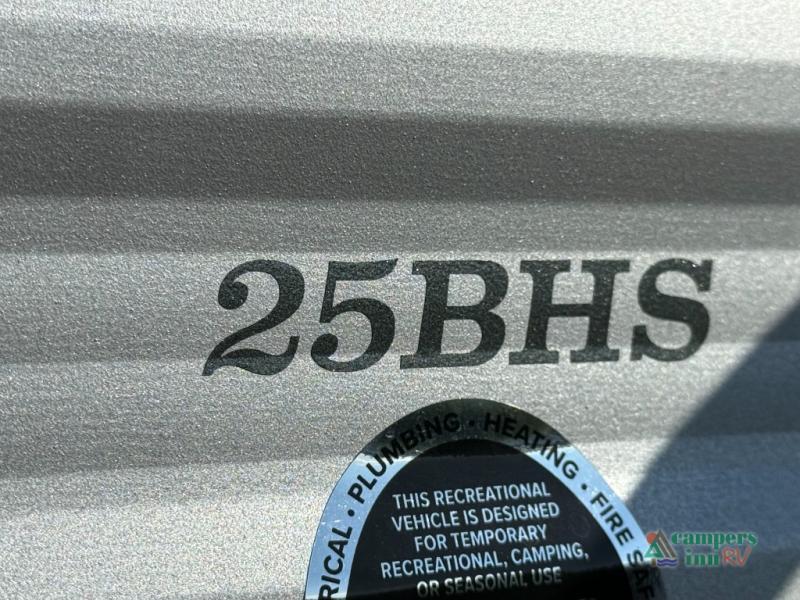 25BHS
RICAL • PLUMBING • HEATING • FIRE SAF
THIS RECREATIONAL
VEHICLE IS DESIGNED
FOR TEMPORARY
RECREATIONAL, CAMPING,
OR SEASONAL USE
campers
inn RV